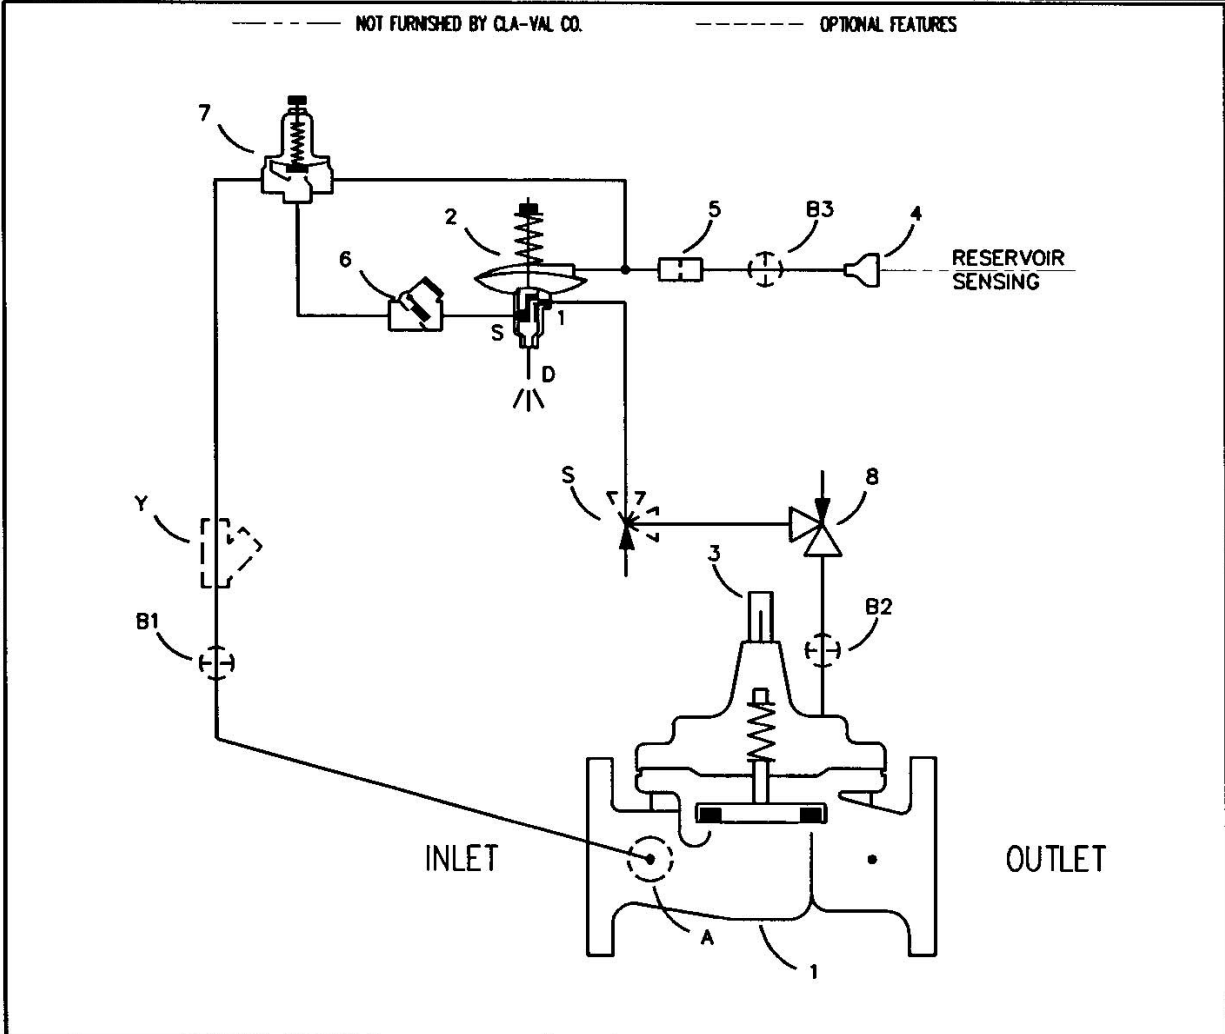 NOT FURNISHED BY CLA-VAL CO. OPTIONAL FEATURES
7
2
5
B3
4
RESERVOIR
SENSING
6
S
1
D
S
8
Y
3
B1
B2
INLET
OUTLET
A
1